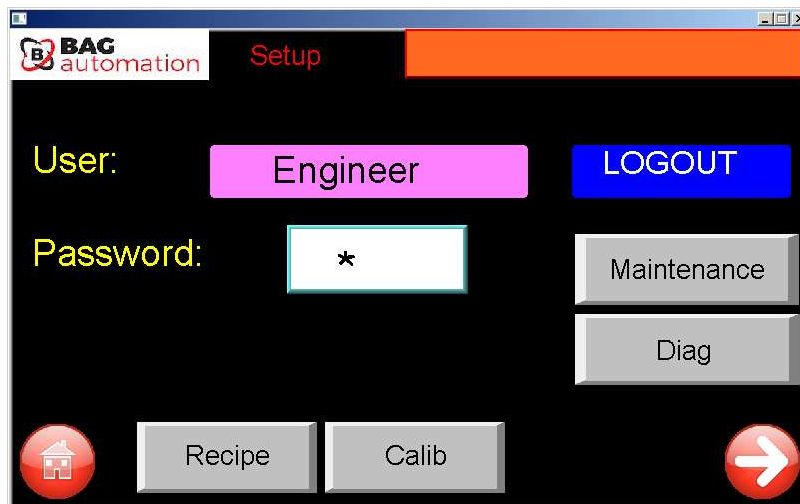 BAG
automation
Setup
User:
Engineer
LOGOUT
Password:
*
Maintenance
Diag
Recipe
Calib